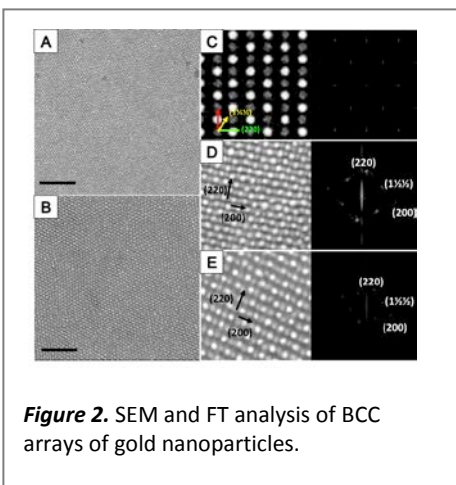 A
C
(1½½)
(220)
D
(220)
(1½½)
(220)
(200)
(200)
B
E
(220)
(1½½)
(220)
(200)
(200)
Figure 2. SEM and FT analysis of BCC
arrays of gold nanoparticles.